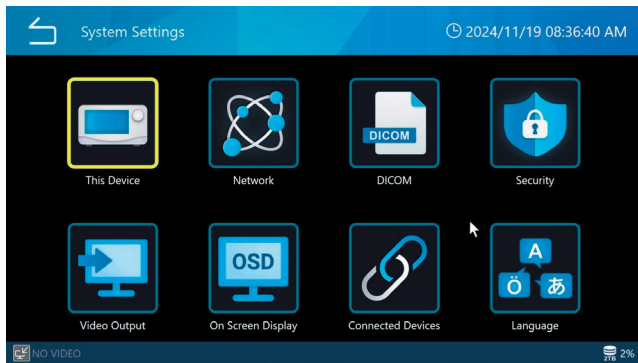 System Settings
2024/11/19 08:36:40 AM
DICOM
This Device
Network
DICOM
Security
OSD
A
Ö あ
Video Output
On Screen Display
Connected Devices
Language
NO VIDEO
2TB 2%